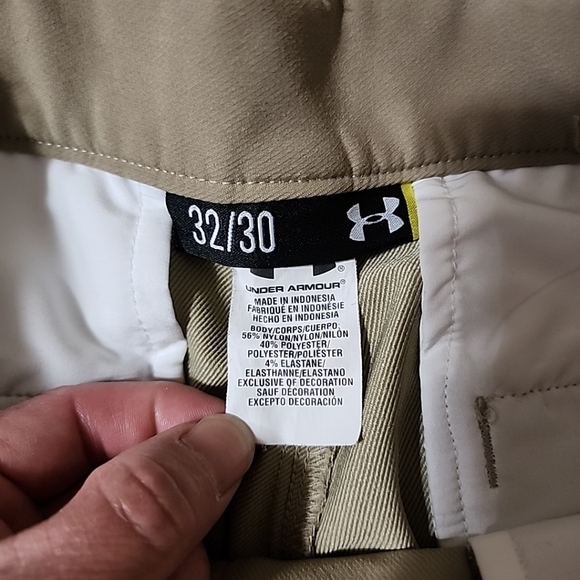 32/30
UNDER ARMOUR®
MADE IN INDONESIA
FABRIQUÉ EN INDONÉSIE
HECHO EN INDONESIA
BODY/CORPS/CUERPO:
56% NYLON/NYLON/NILÓN
40% POLYESTER/
POLYESTER/POLIÉSTER
4% ELASTANE/
ELASTHANNE/ELASTANO
EXCLUSIVE OF DECORATION
SAUF DÉCORATION
EXCEPTO DECORACIÓN